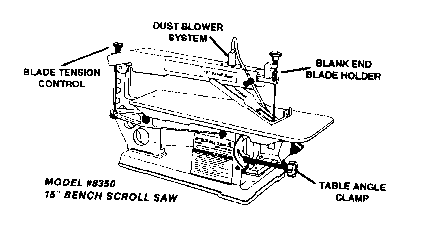 DUST BLOWER
SYSTEM
BLANK END
BLADE HOLDER
BLADE TENSION
CONTROL
TABLE ANGLE
CLAMP
MODEL #8350
15" BENCH SCROLL SAW